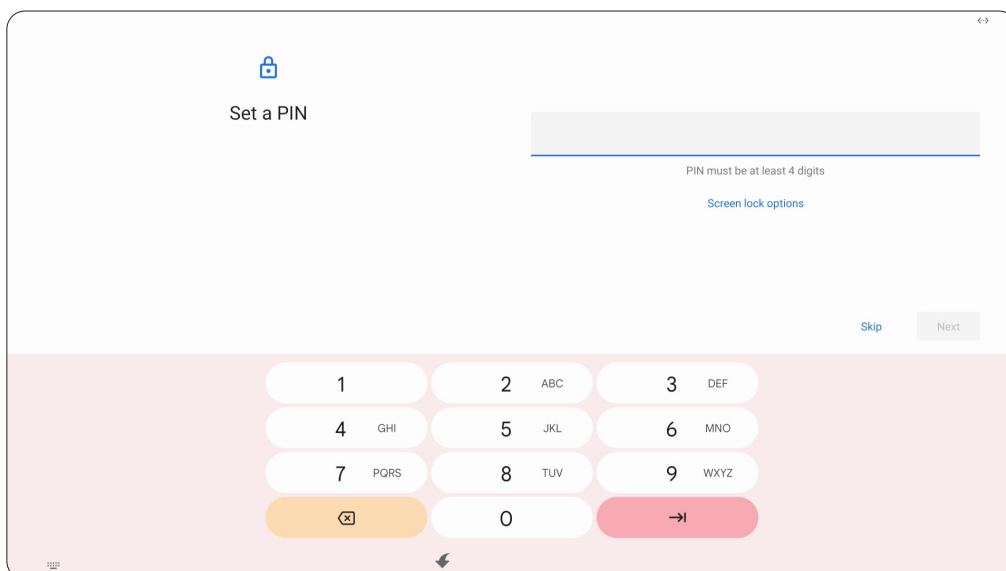 Set a PIN
PIN must be at least 4 digits
Screen lock options
Skip Next
1 2 ABC 3 DEF
4 GHI 5 JKL 6 MNO
7 PQRS 8 TUV 9 WXYZ
0